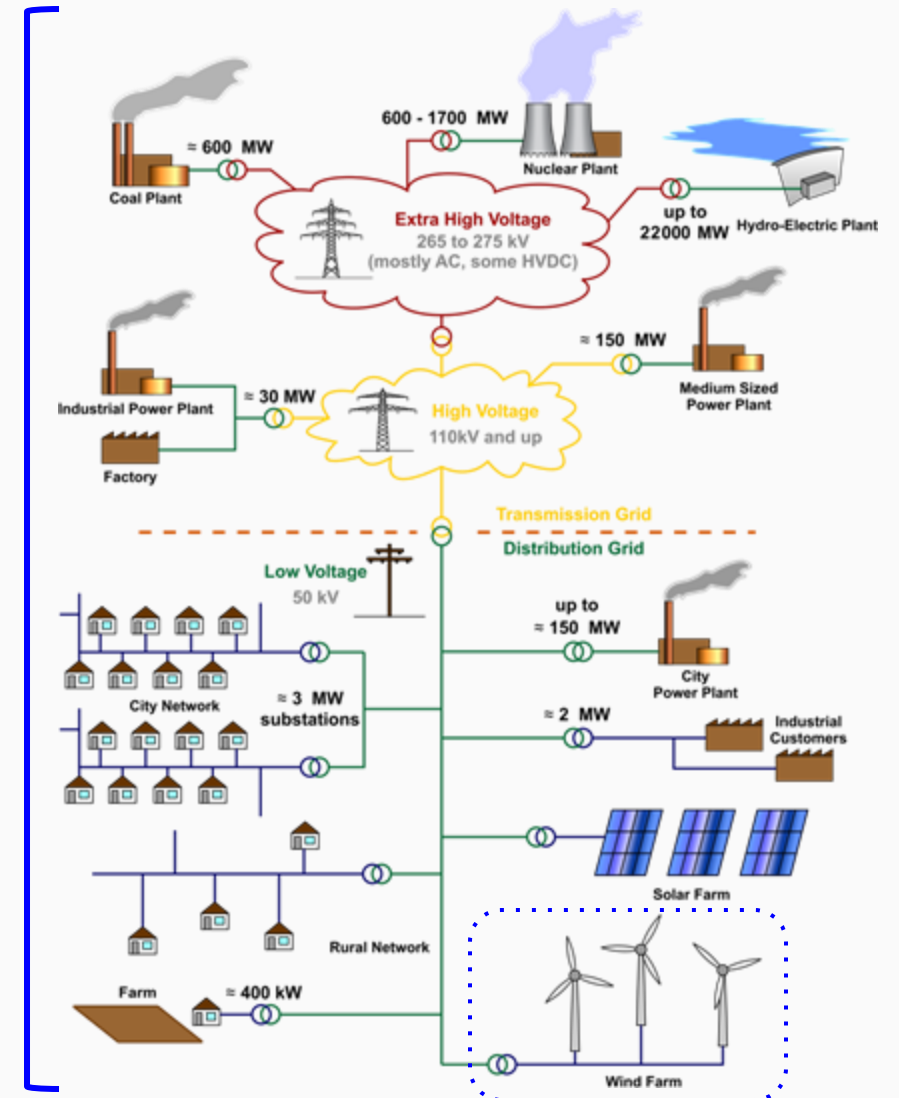 600 - 1700 MW
≈ 600 MW
Nuclear Plant
Coal Plant
up to
22000 MW
Hydro-Electric Plant
Extra High Voltage
265 to 275 kV
(mostly AC, some HVDC)
≈ 150 MW
Medium Sized
Power Plant
≈ 30 MW
Industrial Power Plant
High Voltage
110kV and up
Factory
Transmission Grid
Distribution Grid
Low Voltage
50 kV
up to
≈ 150 MW
City
Power Plant
City Network
≈ 3 MW
substations
≈ 2 MW
Industrial
Customers
Solar Farm
Rural Network
Farm
≈ 400 kW
Wind Farm